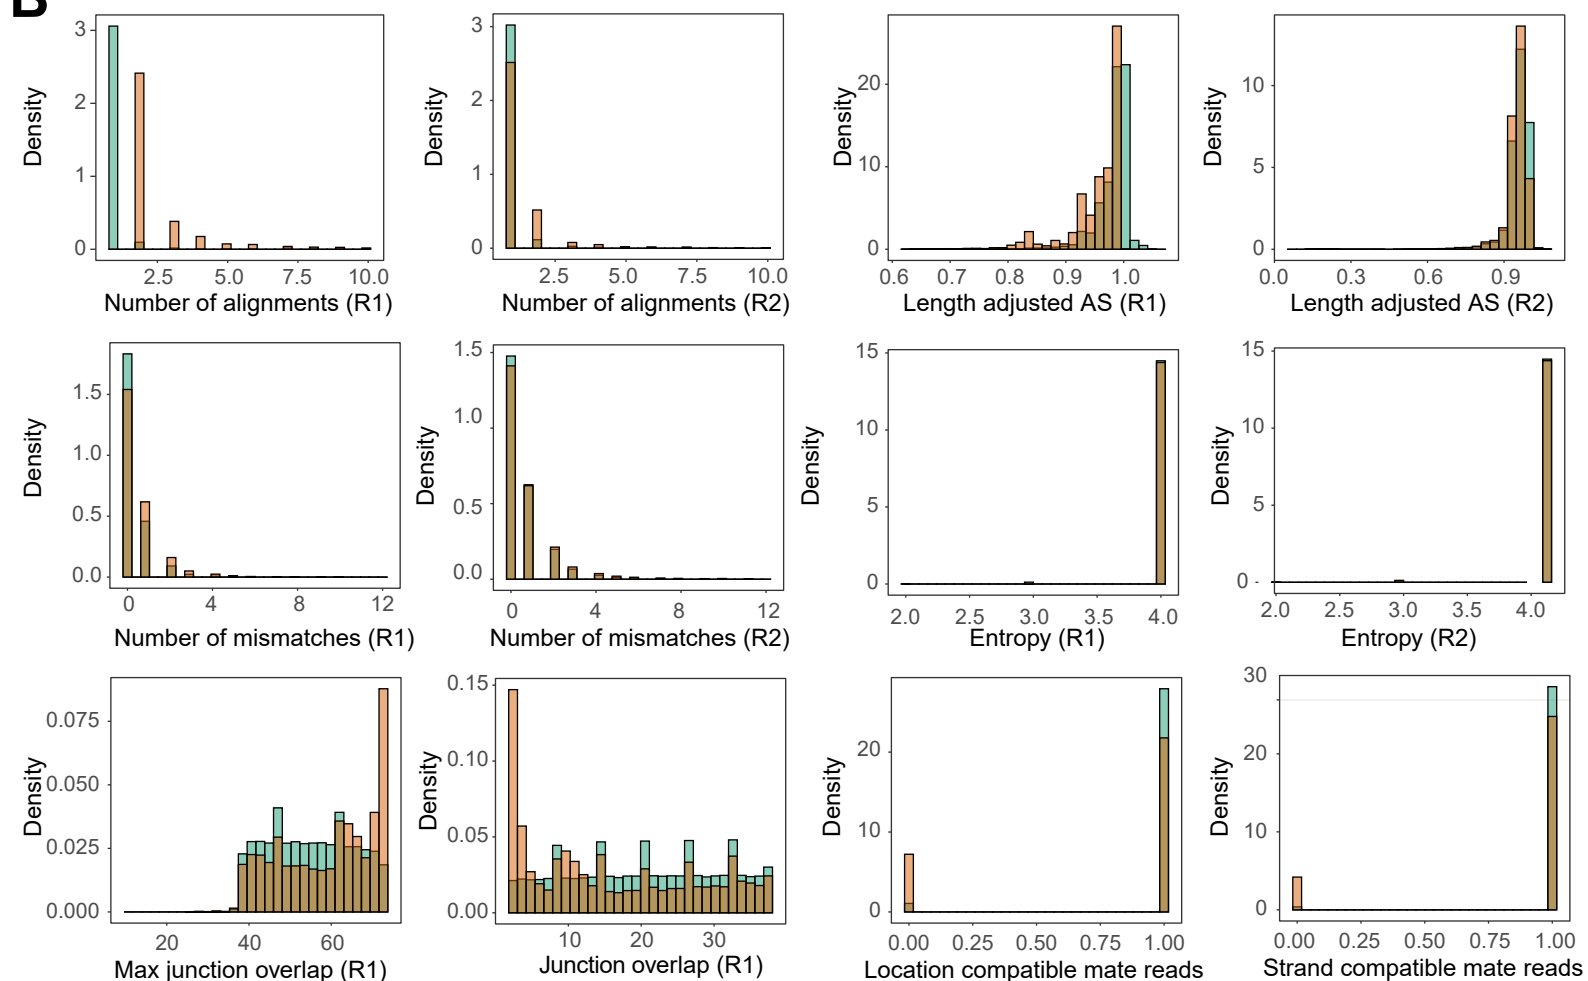 B
Density
3
2
1
0
2.5 5.0 7.5 10.0
Number of alignments (R1)
Density
3
2
1
0
2.5 5.0 7.5 10.0
Number of alignments (R2)
Density
20
10
0
0.6 0.7 0.8 0.9 1.0
Length adjusted AS (R1)
Density
10
5
0
0.0 0.3 0.6 0.9
Length adjusted AS (R2)
Density
1.5
1.0
0.5
0.0
0 4 8 12
Number of mismatches (R1)
Density
1.5
1.0
0.5
0.0
0 4 8 12
Number of mismatches (R2)
Density
15
10
5
0
2.0 2.5 3.0 3.5 4.0
Entropy (R1)
Density
15
10
5
0
2.0 2.5 3.0 3.5 4.0
Entropy (R2)
Density
0.075
0.050
0.025
0.000
20 40 60
Max junction overlap (R1)
Density
0.15
0.10
0.05
0.00
10 20 30
Junction overlap (R1)
Density
20
10
0
0.00 0.25 0.50 0.75 1.00
Location compatible mate reads
Density
30
20
10
0
0.00 0.25 0.50 0.75 1.00
Strand compatible mate reads